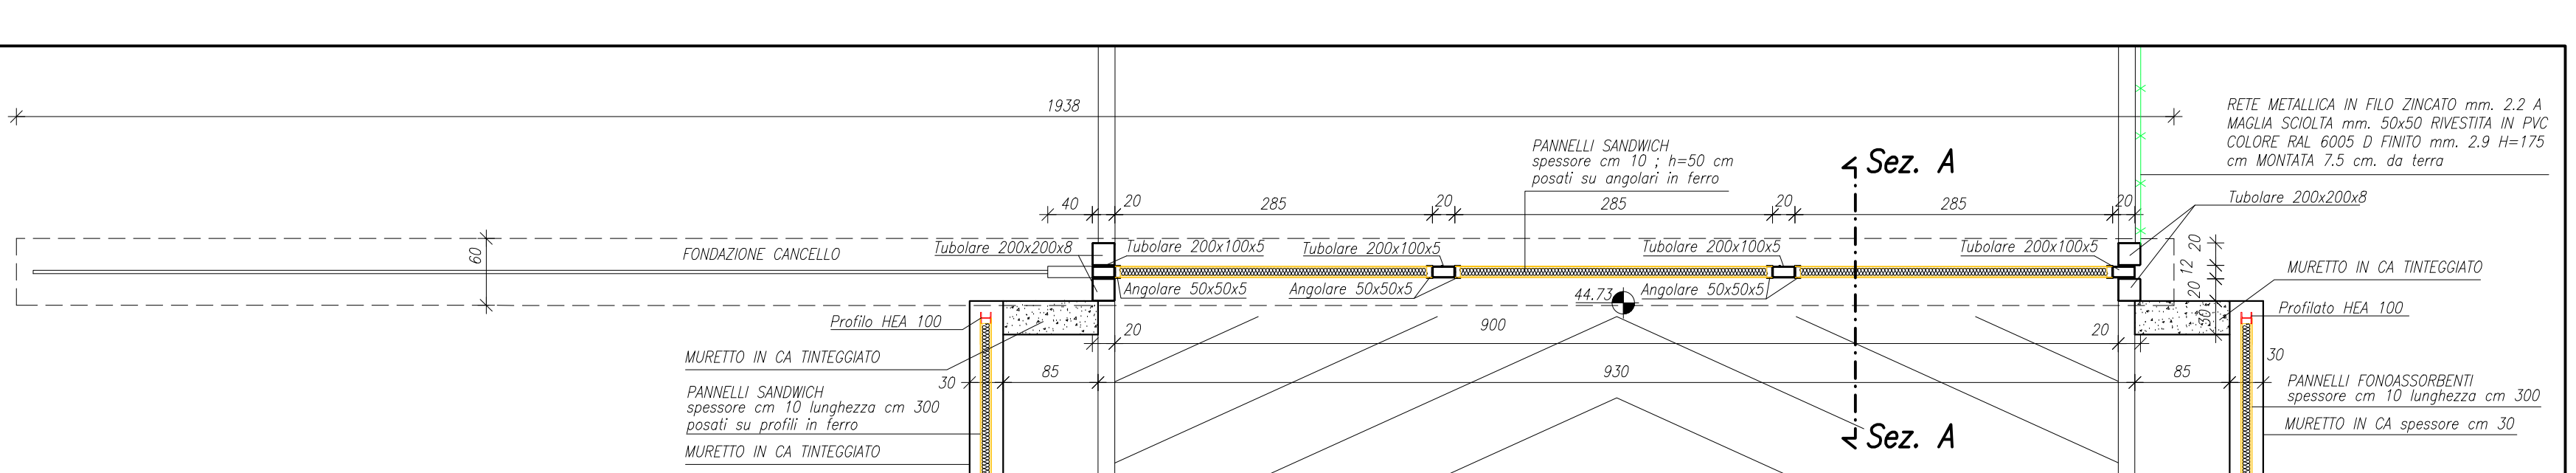 1938
RETE METALLICA IN FILO ZINCATO mm. 2.2 A
MAGLIA SCIOLTA mm. 50x50 RIVESTITA IN PVC
COLORE RAL 6005 D FINITO mm. 2.9 H=175
cm MONTATA 7.5 cm. da terra
PANNELLI SANDWICH
spessore cm 10 ; h=50 cm
posati su angolari in ferro
Sez. A
40
20
285
20
285
20
285
20
Tubolare 200x200x8
60
FONDAZIONE CANCELLO
Tubolare 200x200x8
Tubolare 200x100x5
Tubolare 200x100x5
Tubolare 200x100x5
Tubolare 200x100x5
20
12
20
MURETTO IN CA TINTEGGIATO
Angolare 50x50x5
Angolare 50x50x5
44.73
Angolare 50x50x5
Profilo HEA 100
20
900
20
30
Profilato HEA 100
MURETTO IN CA TINTEGGIATO
30
85
930
85
30
PANNELLI SANDWICH
spessore cm 10 lunghezza cm 300
posati su profili in ferro
PANNELLI FONOASSORBENTI
spessore cm 10 lunghezza cm 300
MURETTO IN CA spessore cm 30
Sez. A
MURETTO IN CA TINTEGGIATO